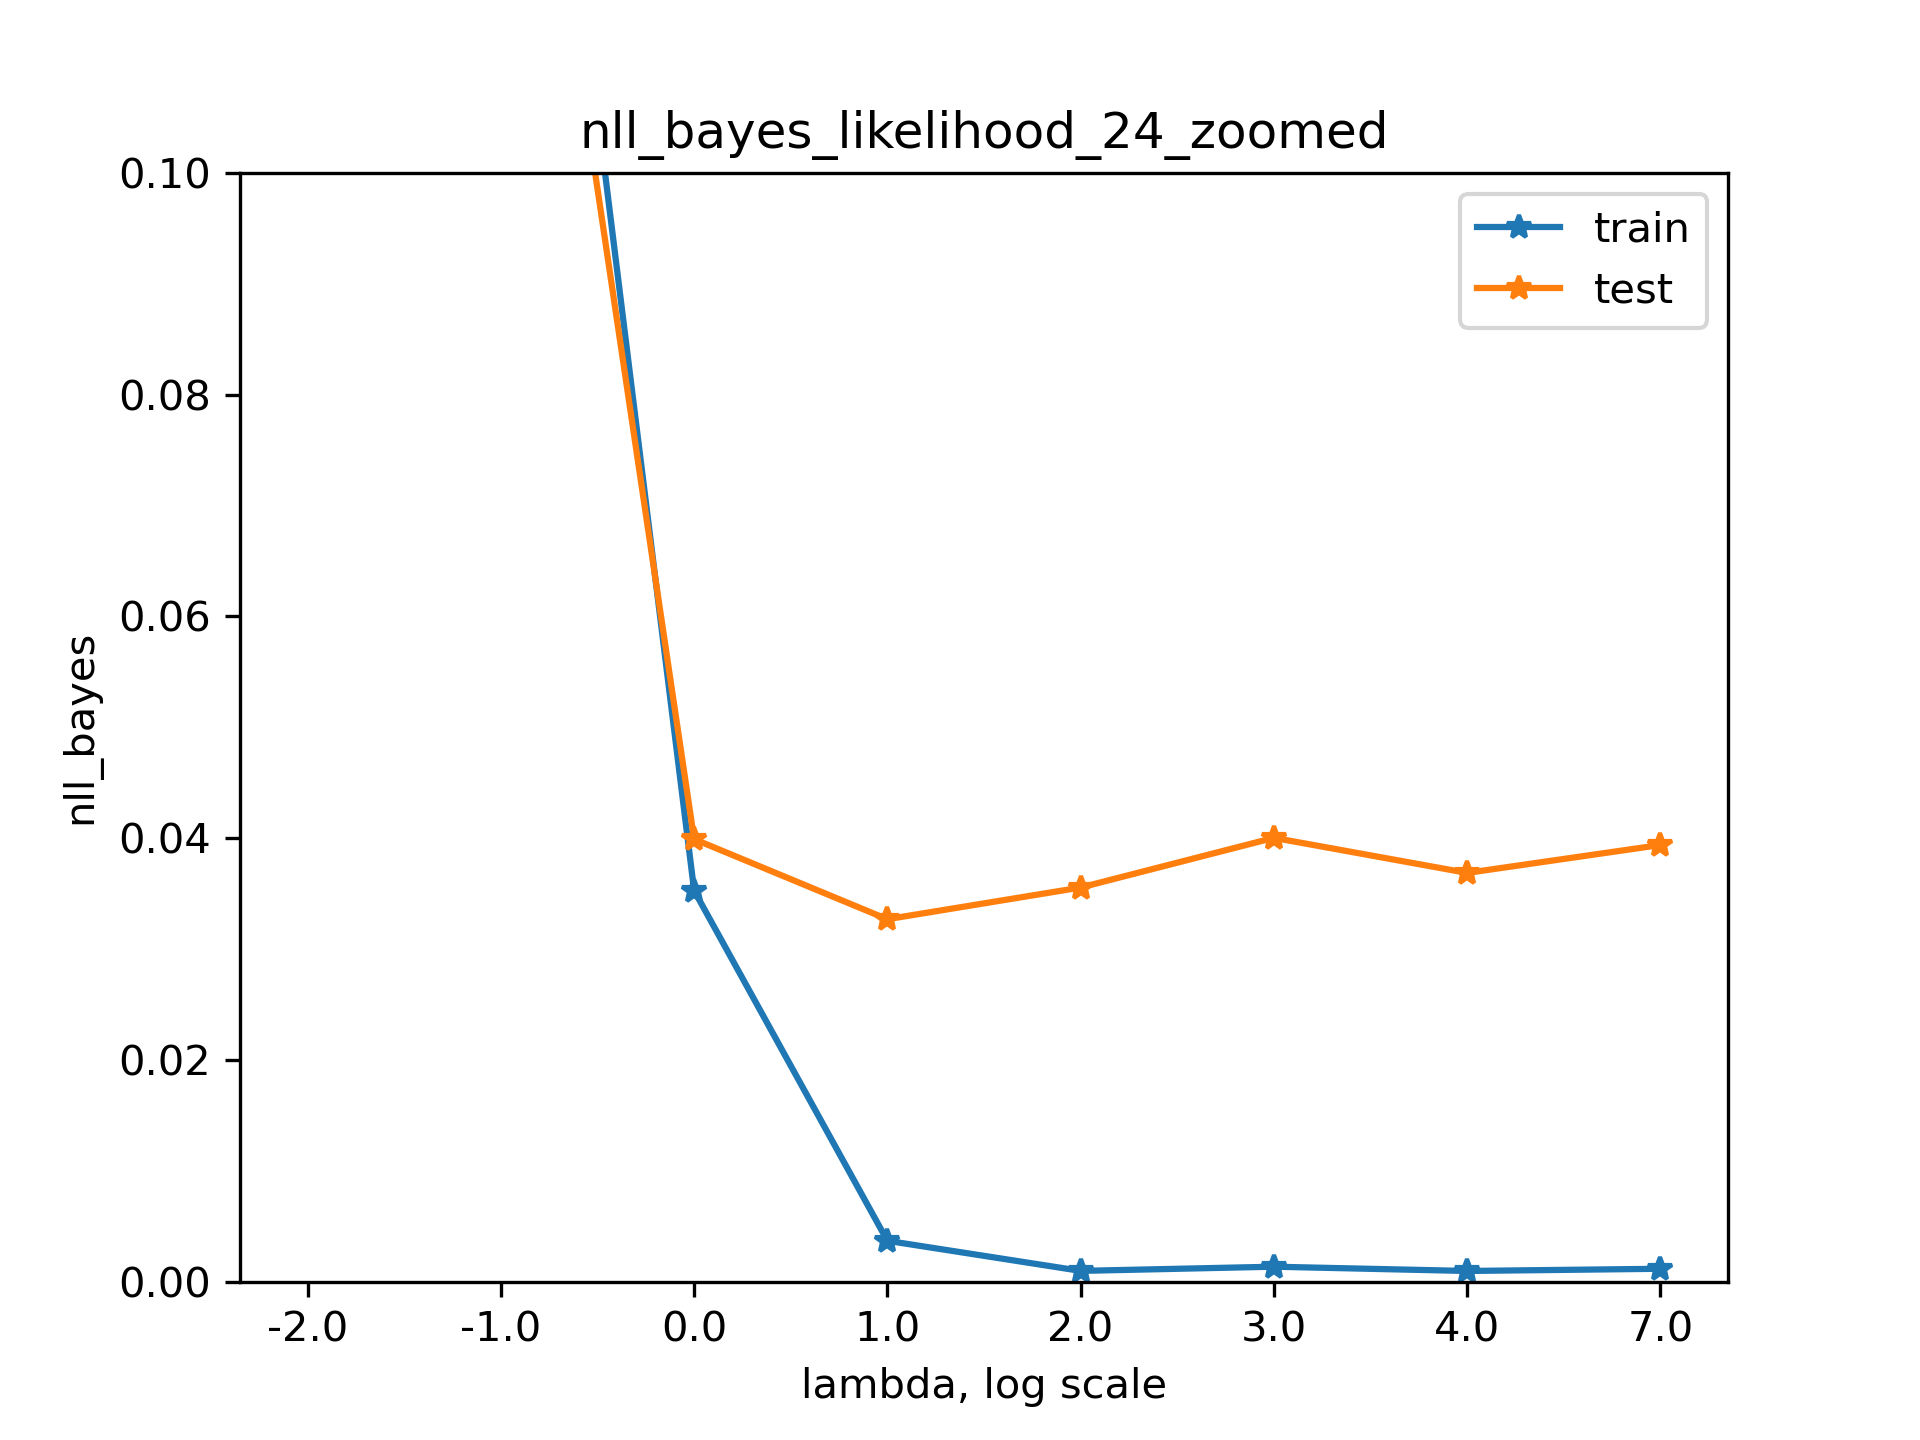 nll_bayes_likelihood_24_zoomed
0.10
0.08
0.06
0.04
0.02
0.00
nll_bayes
train
test
-2.0 -1.0 0.0 1.0 2.0 3.0 4.0 7.0
lambda, log scale